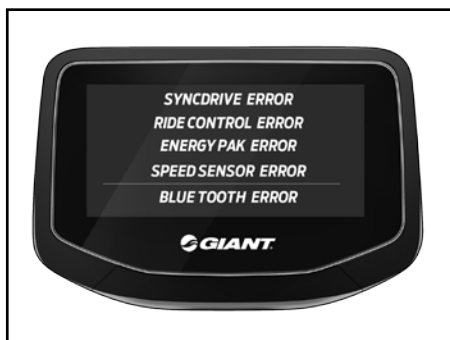 SYNCDRIVE ERROR
RIDE CONTROL ERROR
ENERGY PAK ERROR
SPEED SENSOR ERROR
BLUE TOOTH ERROR
GIANT